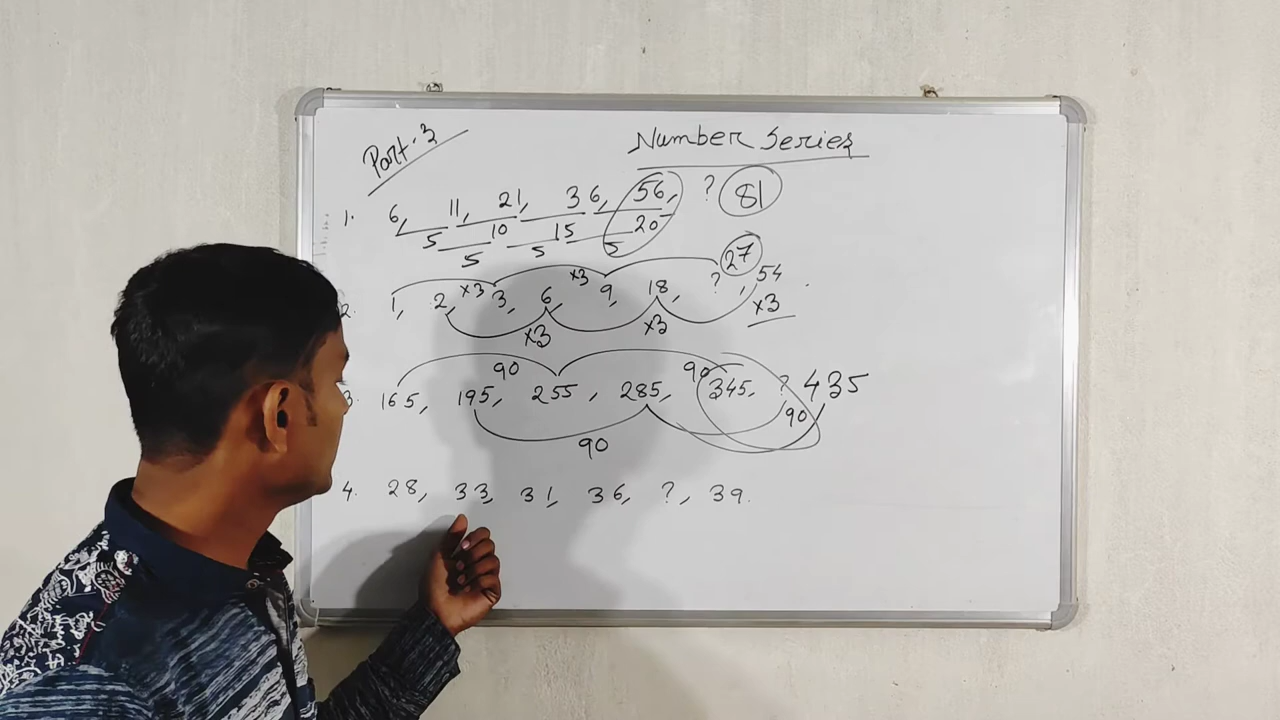 Part-3
Number Series
1. 6, 11, 21, 36, 56, ? 81
5 10 15 20
5 5 5
27
2. 1, 2, 3, 6, 9, 18, ?, 54
×3 ×3
×3 ×3 ×3
90 90
3. 165, 195, 255, 285, 345, ? 435
90 90
4. 28, 33, 31, 36, ?, 39.